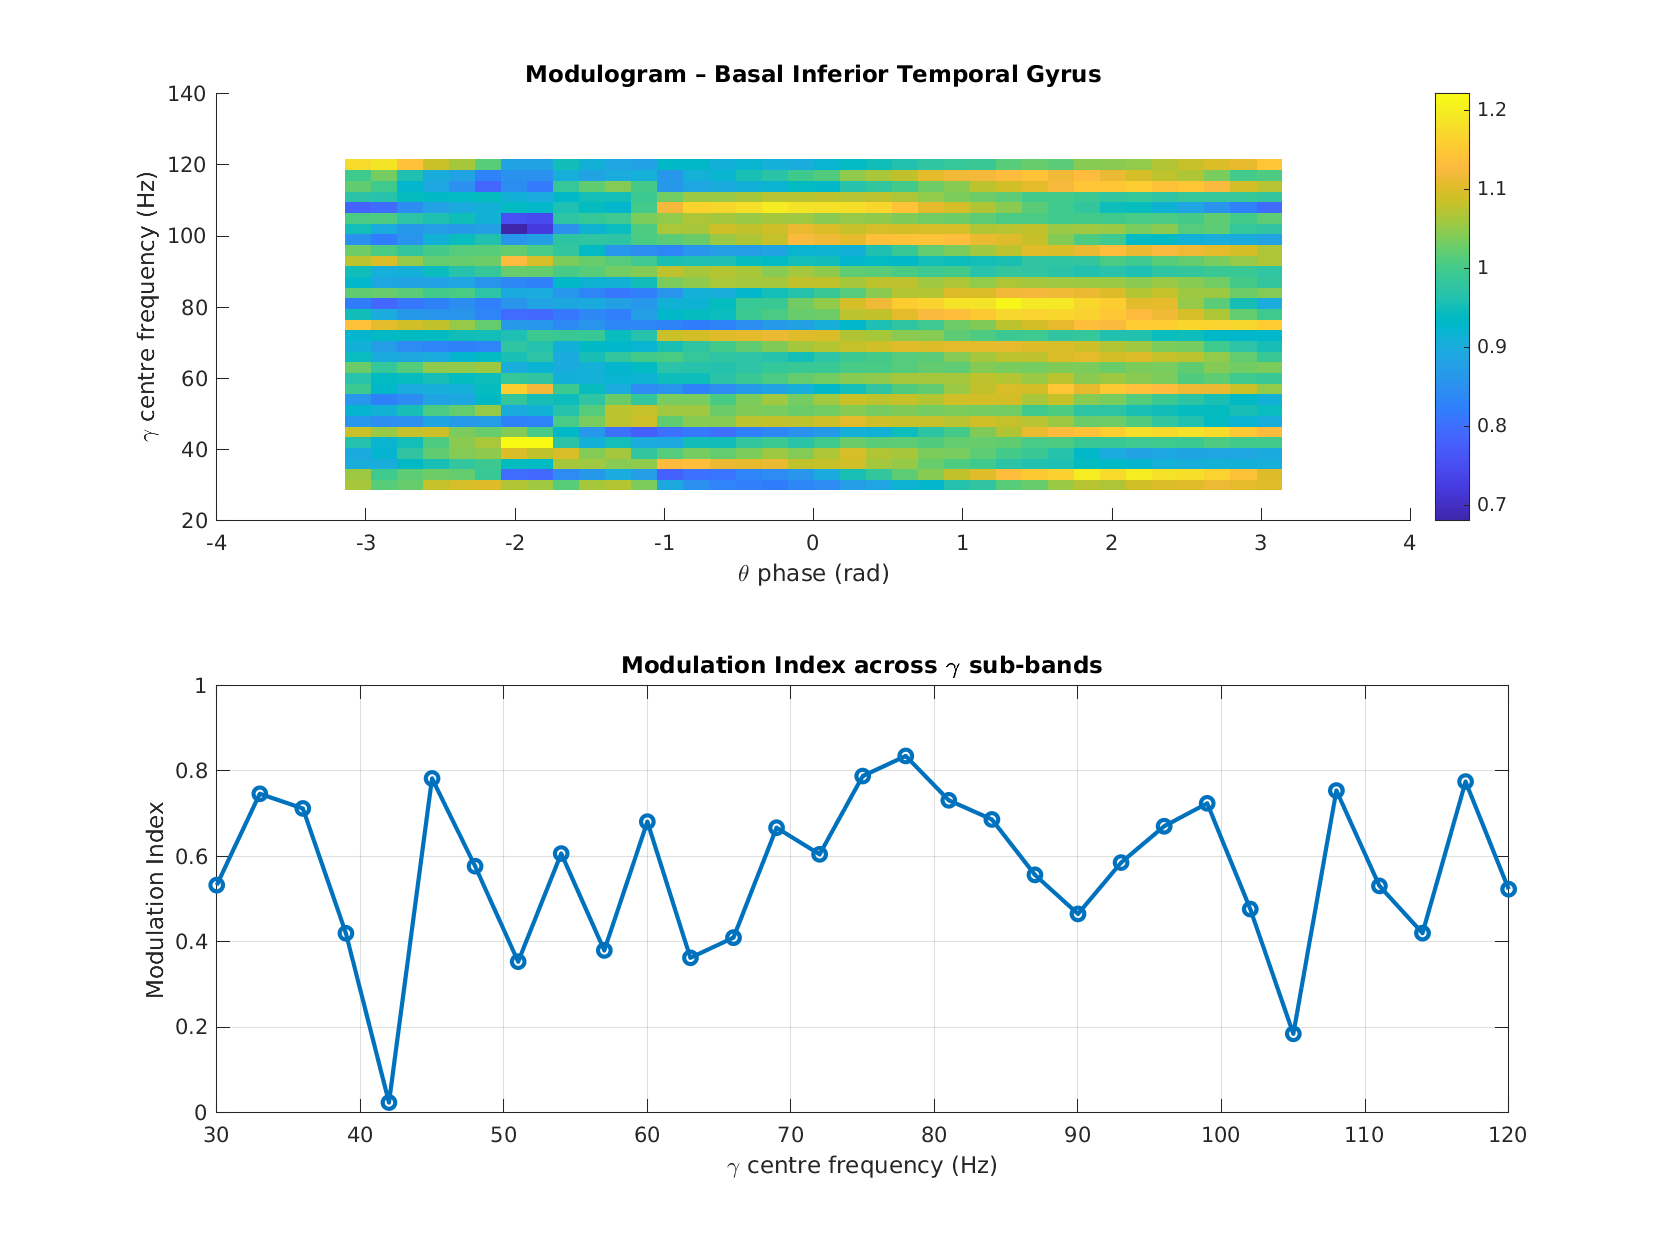 Modulogram – Basal Inferior Temporal Gyrus
140
120
100
80
60
40
20
γ centre frequency (Hz)
-4 -3 -2 -1 0 1 2 3 4
θ phase (rad)
1.2
1.1
1
0.9
0.8
0.7
Modulation Index across γ sub-bands
1
0.8
0.6
0.4
0.2
0
Modulation Index
30 40 50 60 70 80 90 100 110 120
γ centre frequency (Hz)